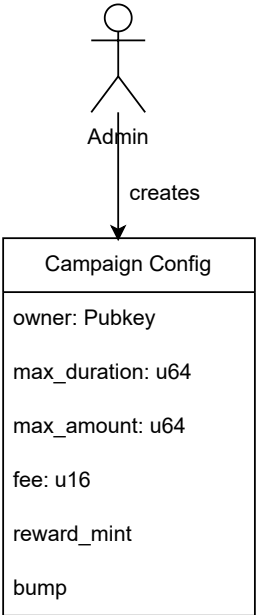 Admin
creates
Campaign Config
owner: Pubkey
max_duration: u64
max_amount: u64
fee: u16
reward_mint
bump